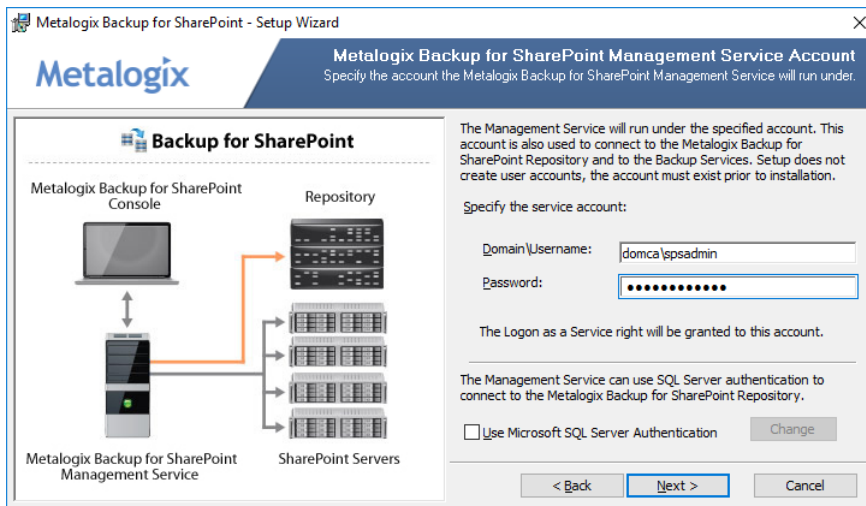 Metalogix Backup for SharePoint - Setup Wizard
Metalogix
Metalogix Backup for SharePoint Management Service Account
Specify the account the Metalogix Backup for SharePoint Management Service will run under.
Backup for SharePoint
Metalogix Backup for SharePoint
Console
Repository
Metalogix Backup for SharePoint
Management Service
SharePoint Servers
The Management Service will run under the specified account. This
account is also used to connect to the Metalogix Backup for
SharePoint Repository and to the Backup Services. Setup does not
create user accounts, the account must exist prior to installation.
Specify the service account:
Domain\Username:
domca\spsadmin
Password:
●●●●●●●●●●●●
The Logon as a Service right will be granted to this account.
The Management Service can use SQL Server authentication to
connect to the Metalogix Backup for SharePoint Repository.
Use Microsoft SQL Server Authentication
Change
< Back
Next >
Cancel